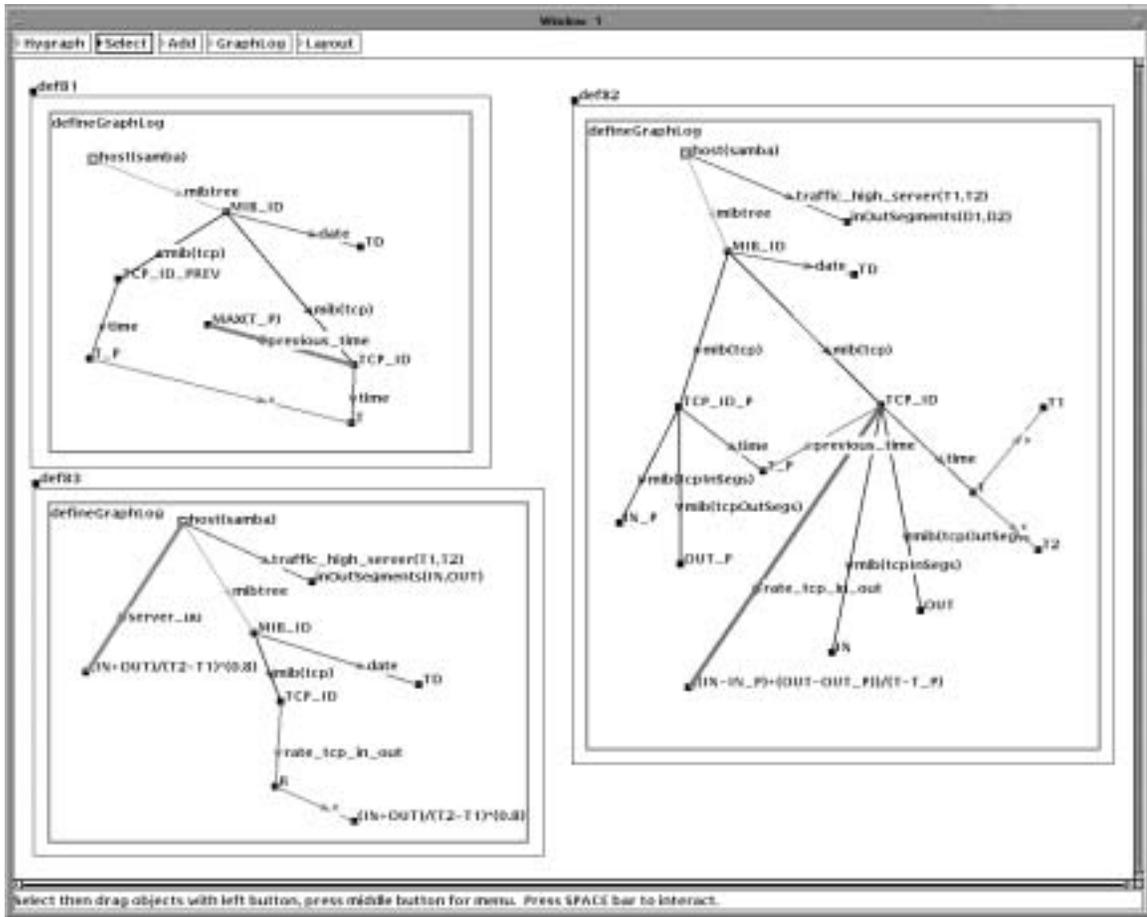 Window 1
Hygraph Select Add GraphLog Layout
def81
defineGraphLog
host(samba)
mibtree
MIB_ID
date
TD
mib(tcp)
TCP_ID_PREV
mib(tcp)
MAX(T_P)
time
previous_time
T_P
TCP_ID
time
<
T
def82
defineGraphLog
host(samba)
traffic_high_server(T1,T2)
mibtree
inOutSegments(D1,D2)
MIB_ID
date
TD
mib(tcp)
mib(tcp)
TCP_ID_P
TCP_ID
T1
time
previous_time
T_P
time
mib(tcpInSegs)
T
mib(tcpOutSegs)
IN_P
mib(tcpOutSegs)
T2
OUT_P
mib(tcpInSegs)
rate_tcp_in_out
OUT
IN
((IN-IN_P)+(OUT-OUT_P))/(T-T_P)
def83
defineGraphLog
host(samba)
traffic_high_server(T1,T2)
inOutSegments(IN,OUT)
mibtree
server_uu
MIB_ID
(IN+OUT)/(T2-T1)*(0.8)
mib(tcp)
date
TD
TCP_ID
rate_tcp_in_out
R
<
(IN+OUT)/(T2-T1)*(0.8)
Select then drag objects with left button, press middle button for menu. Press SPACE bar to interact.